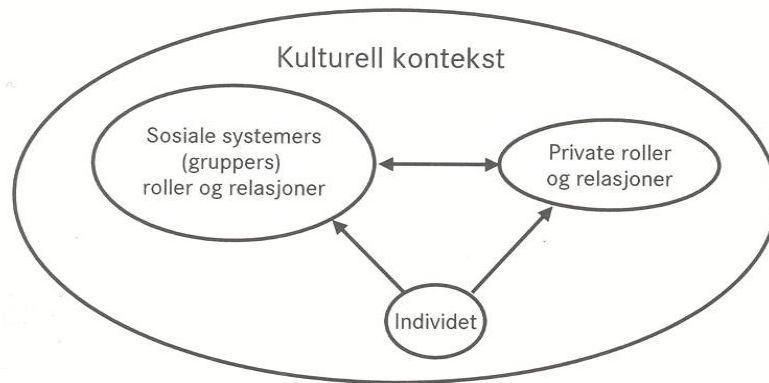 Kulturell kontekst
Sosiale systemers
(gruppers)
roller og relasjoner
Private roller
og relasjoner
Individet